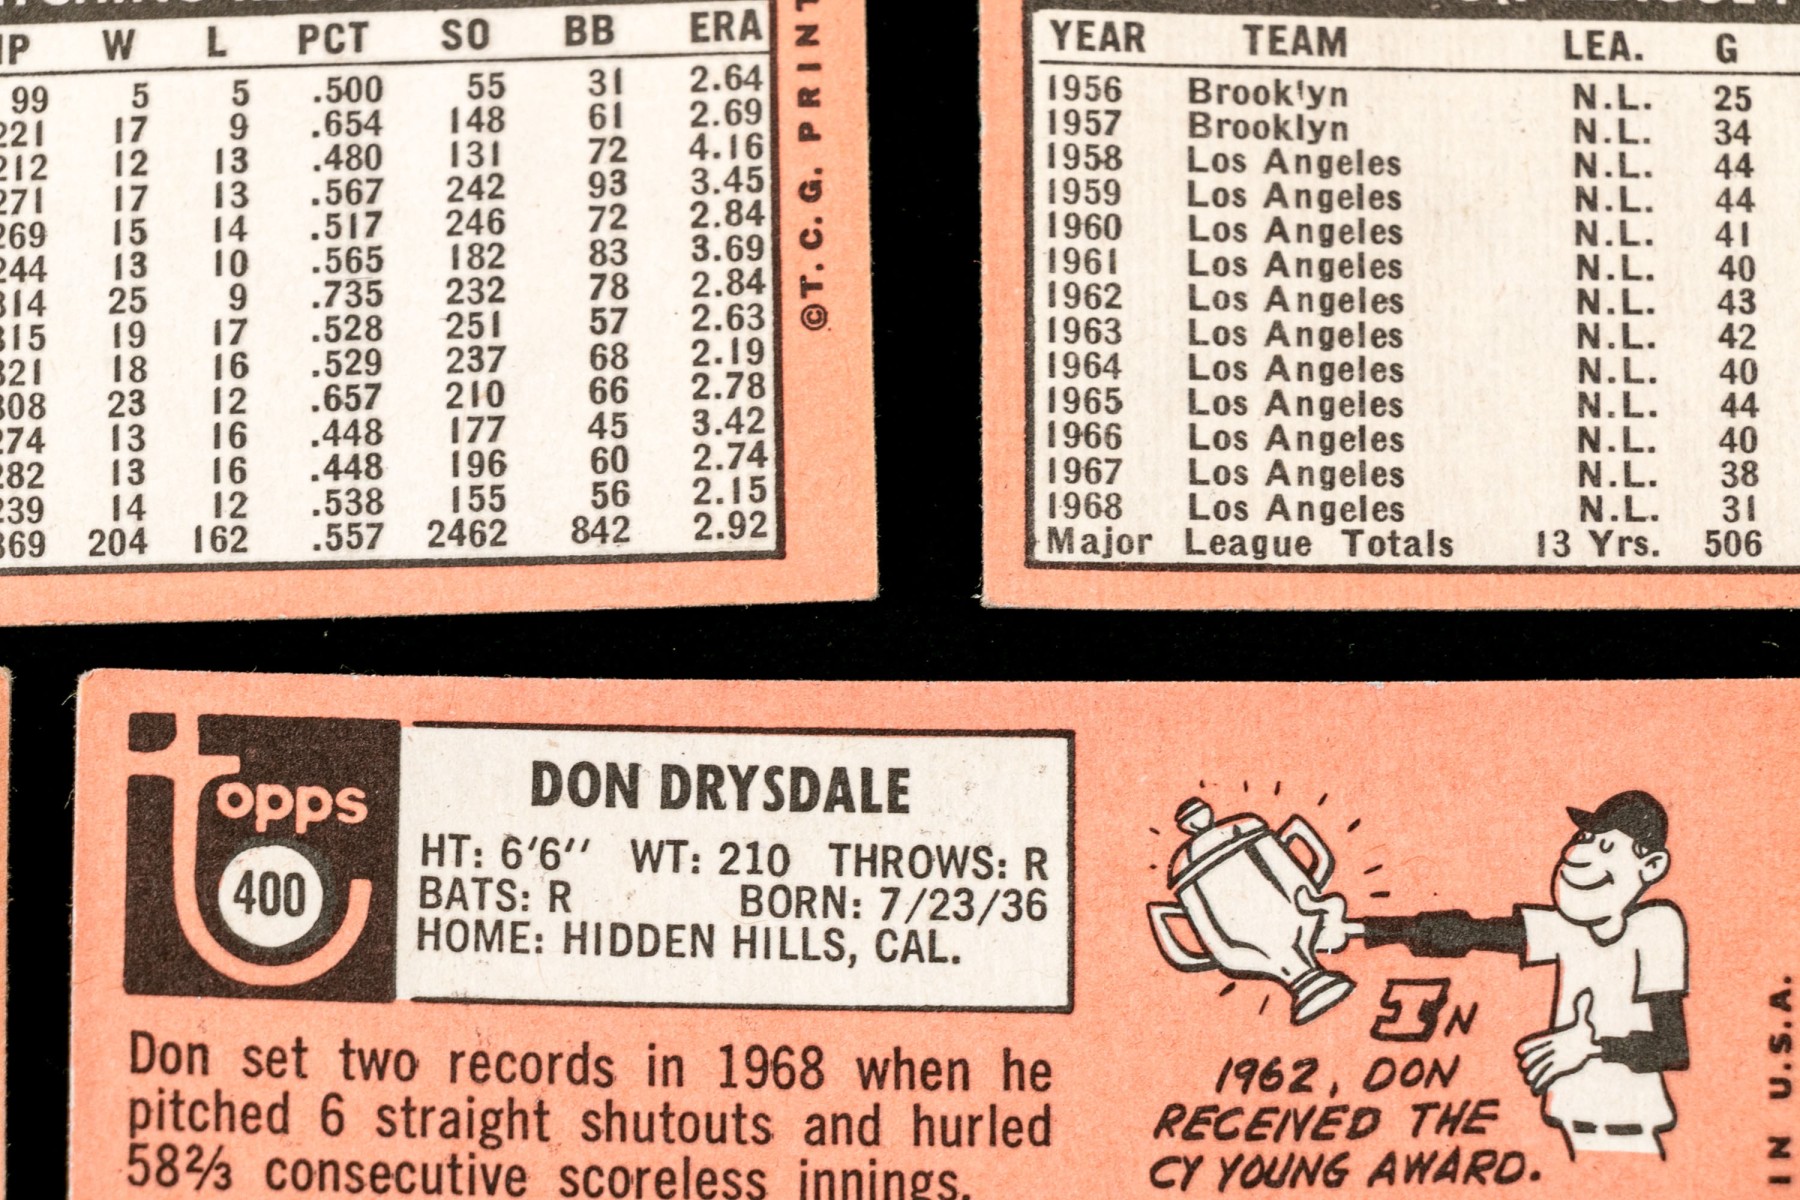 IP W L PCT SO BB ERA
99 5 5 .500 55 31 2.64
221 17 9 .654 148 61 2.69
212 12 13 .480 131 72 4.16
271 17 13 .567 242 93 3.45
269 15 14 .517 246 72 2.84
244 13 10 .565 182 83 3.69
314 25 9 .735 232 78 2.84
315 19 17 .528 251 57 2.63
321 18 16 .529 237 68 2.19
308 23 12 .657 210 66 2.78
274 13 16 .448 177 45 3.42
282 13 16 .448 196 60 2.74
239 14 12 .538 155 56 2.15
369 204 162 .557 2462 842 2.92
©T.C.G. PRINT
YEAR TEAM LEA. G
1956 Brooklyn N.L. 25
1957 Brooklyn N.L. 34
1958 Los Angeles N.L. 44
1959 Los Angeles N.L. 44
1960 Los Angeles N.L. 41
1961 Los Angeles N.L. 40
1962 Los Angeles N.L. 43
1963 Los Angeles N.L. 42
1964 Los Angeles N.L. 40
1965 Los Angeles N.L. 44
1966 Los Angeles N.L. 40
1967 Los Angeles N.L. 38
1968 Los Angeles N.L. 31
Major League Totals 13 Yrs. 506
topps
400
DON DRYSDALE
HT: 6'6'' WT: 210 THROWS: R
BATS: R BORN: 7/23/36
HOME: HIDDEN HILLS, CAL.
Don set two records in 1968 when he
pitched 6 straight shutouts and hurled
58⅔ consecutive scoreless innings.
IN
1962, DON
RECEIVED THE
CY YOUNG AWARD.
IN U.S.A.